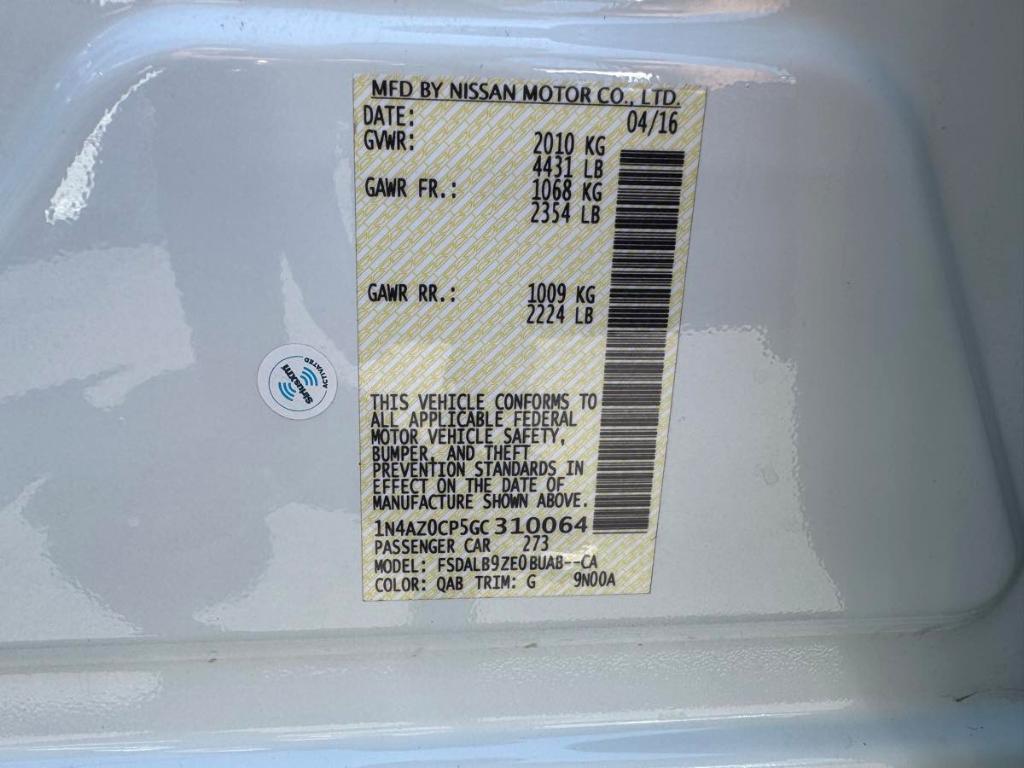 MFD BY NISSAN MOTOR CO., LTD.
DATE: 04/16
GVWR: 2010 KG
4431 LB
GAWR FR.: 1068 KG
2354 LB
GAWR RR.: 1009 KG
2224 LB
THIS VEHICLE CONFORMS TO
ALL APPLICABLE FEDERAL
MOTOR VEHICLE SAFETY,
BUMPER, AND THEFT
PREVENTION STANDARDS IN
EFFECT ON THE DATE OF
MANUFACTURE SHOWN ABOVE.
1N4AZ0CP5GC310064
PASSENGER CAR 273
MODEL: FSDALB9ZE0BUAB--CA
COLOR: QAB TRIM: G 9N00A
SiriusXM
ACTIVATED